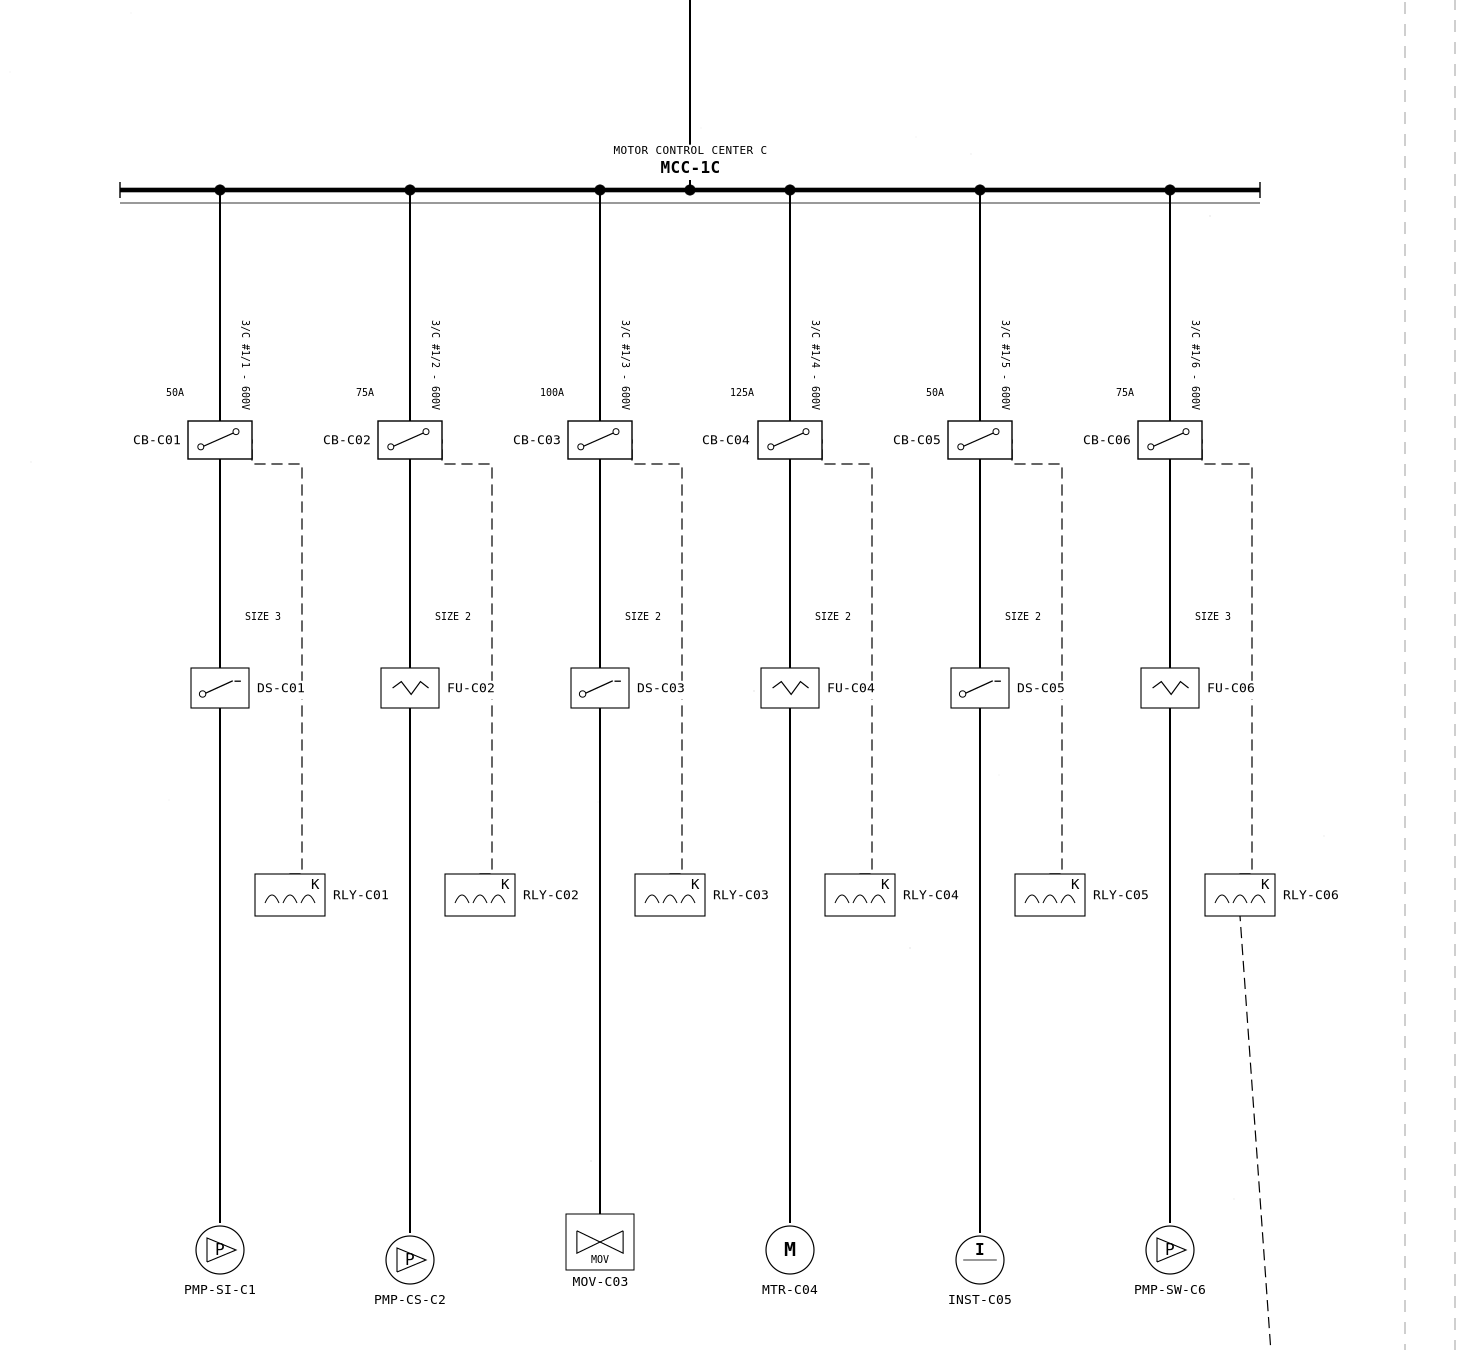 MOTOR CONTROL CENTER C
MCC-1C
3/C #1/1 - 600V
3/C #1/2 - 600V
3/C #1/3 - 600V
3/C #1/4 - 600V
3/C #1/5 - 600V
3/C #1/6 - 600V
50A
75A
100A
125A
50A
75A
CB-C01
CB-C02
CB-C03
CB-C04
CB-C05
CB-C06
SIZE 3
SIZE 2
SIZE 2
SIZE 2
SIZE 2
SIZE 3
DS-C01
FU-C02
DS-C03
FU-C04
DS-C05
FU-C06
K
K
K
K
K
K
RLY-C01
RLY-C02
RLY-C03
RLY-C04
RLY-C05
RLY-C06
P
P
MOV
M
I
P
PMP-SI-C1
PMP-CS-C2
MOV-C03
MTR-C04
INST-C05
PMP-SW-C6